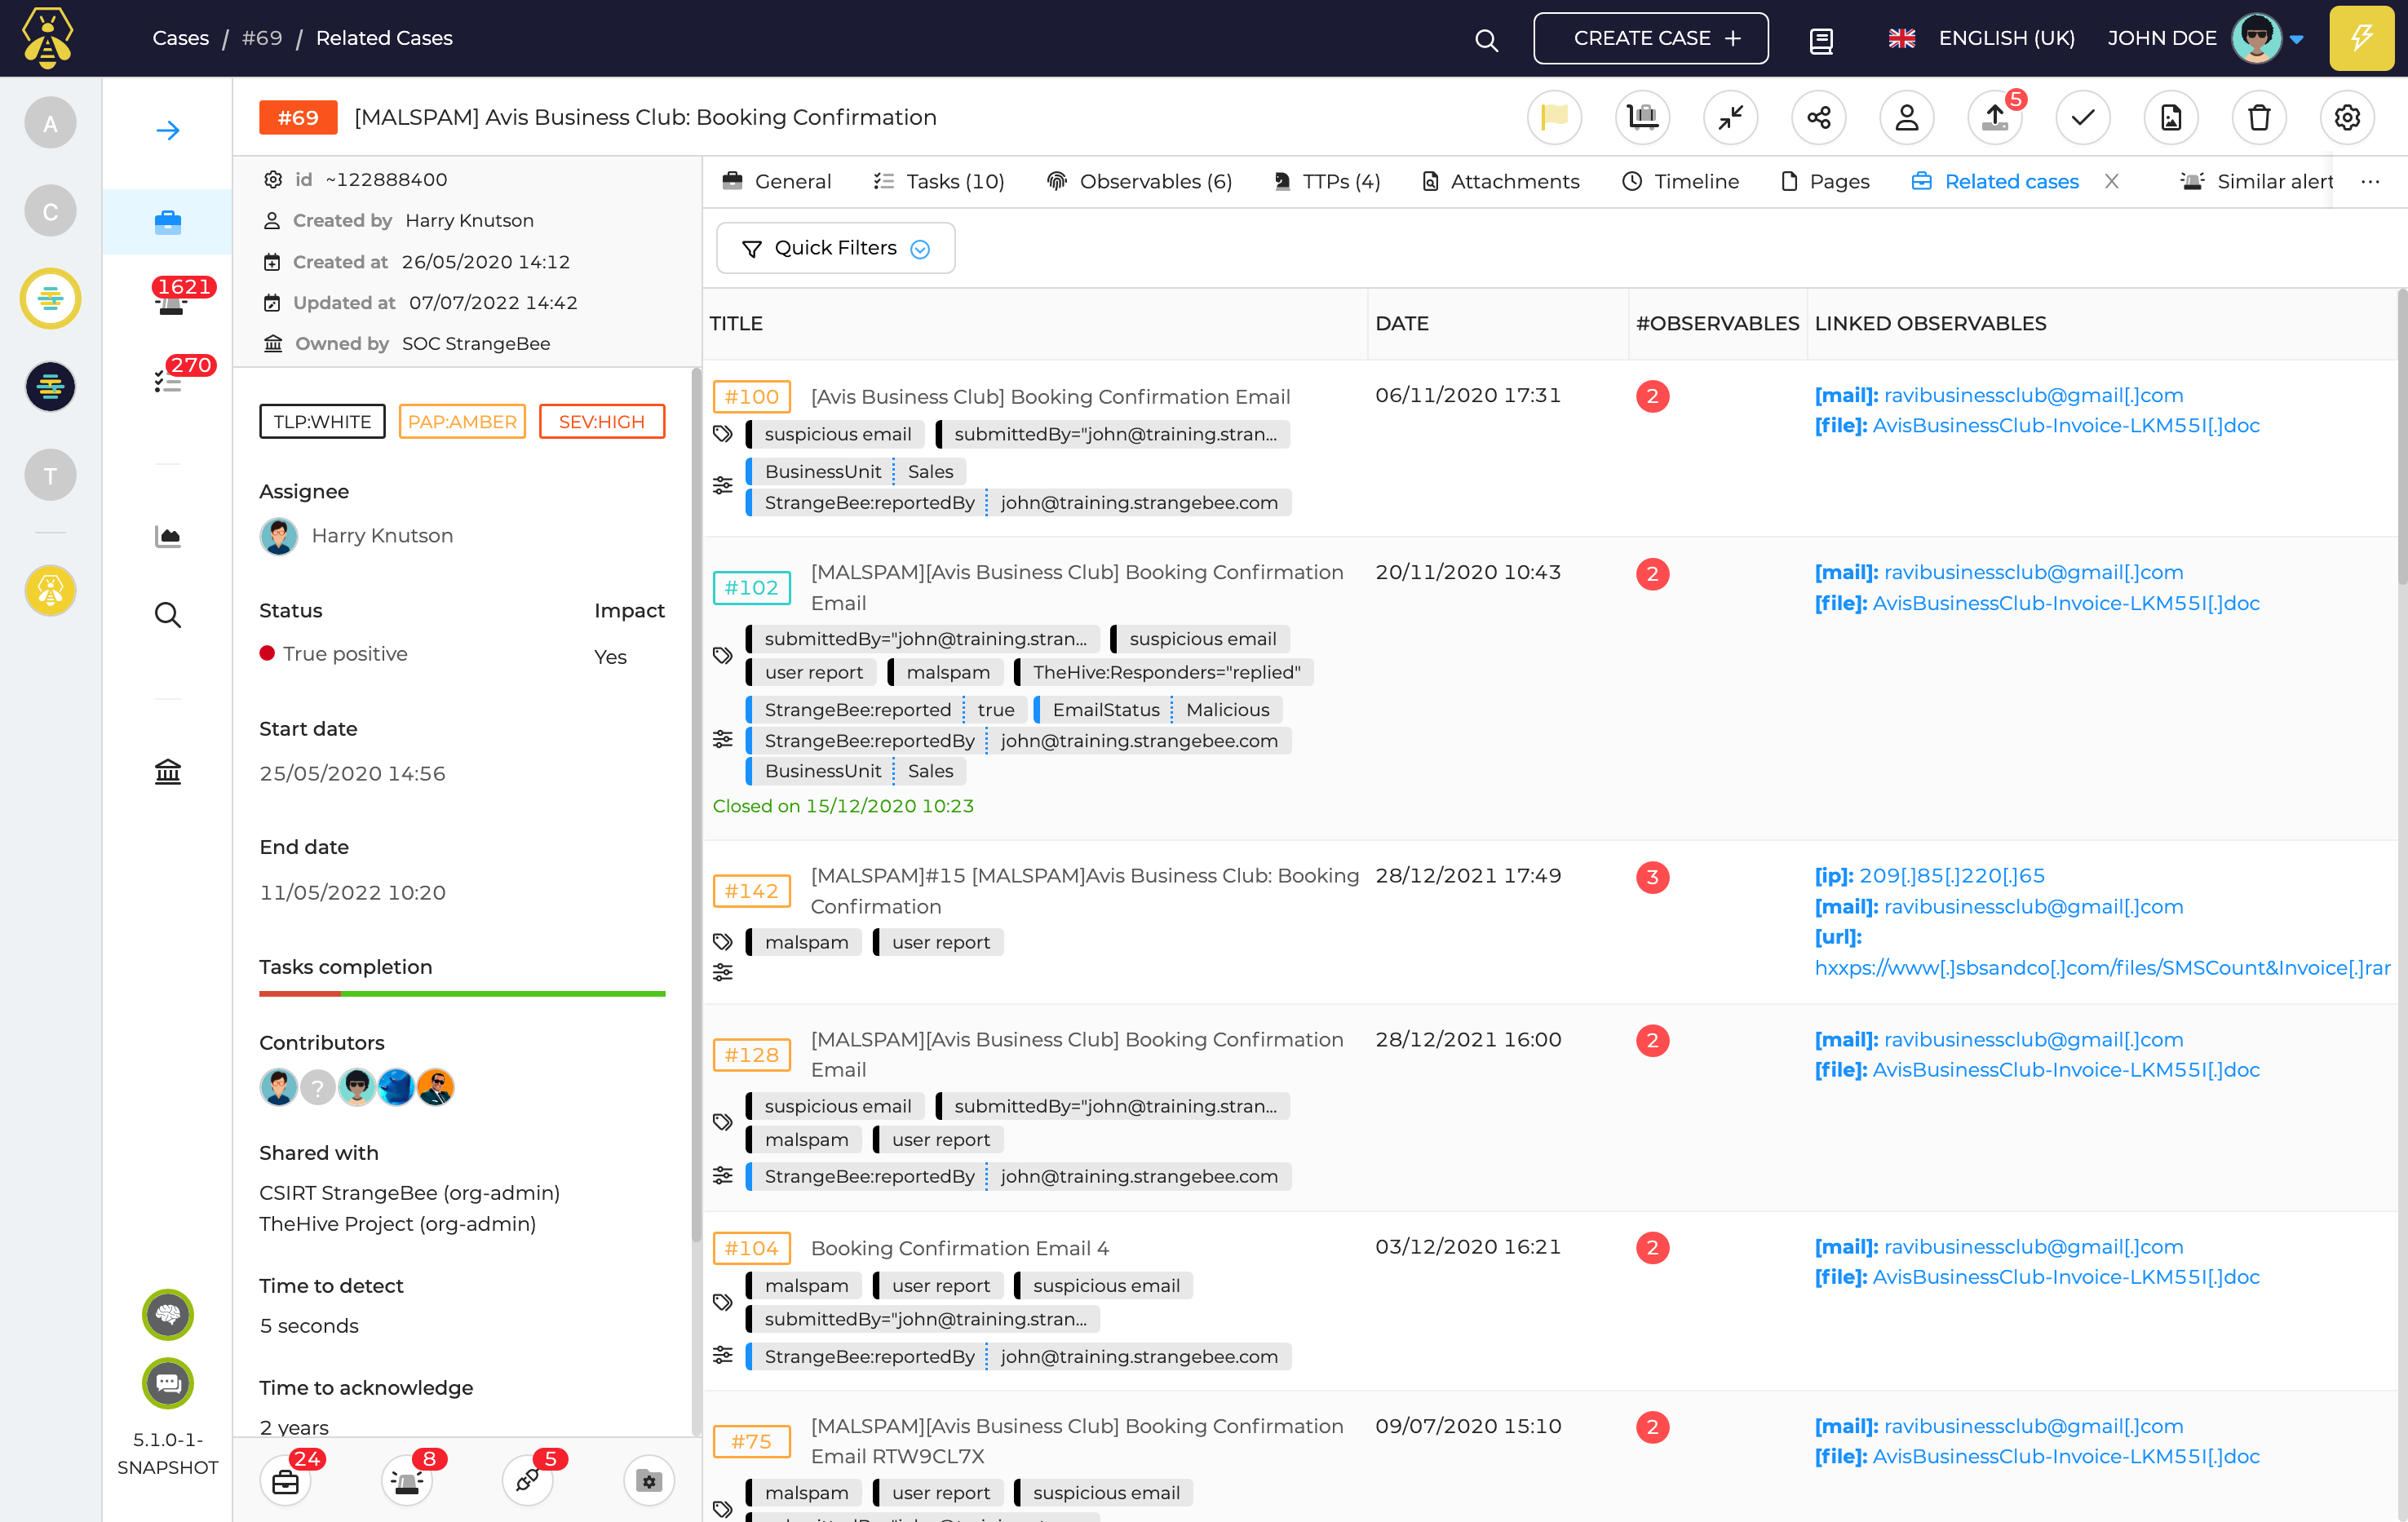 Cases / #69 / Related Cases
CREATE CASE +
ENGLISH (UK)
JOHN DOE
A
C
T
1621
270
5.1.0-1-
SNAPSHOT
#69
[MALSPAM] Avis Business Club: Booking Confirmation
5
id ~122888400
Created by Harry Knutson
Created at 26/05/2020 14:12
Updated at 07/07/2022 14:42
Owned by SOC StrangeBee
TLP:WHITE PAP:AMBER SEV:HIGH
Assignee
Harry Knutson
Status Impact
True positive Yes
Start date
25/05/2020 14:56
End date
11/05/2022 10:20
Tasks completion
Contributors
?
Shared with
CSIRT StrangeBee (org-admin)
TheHive Project (org-admin)
Time to detect
5 seconds
Time to acknowledge
2 years
24 8 5
General Tasks (10) Observables (6) TTPs (4) Attachments Timeline Pages Related cases X Similar alert ...
Quick Filters
TITLE DATE #OBSERVABLES LINKED OBSERVABLES
#100 [Avis Business Club] Booking Confirmation Email 06/11/2020 17:31 2 [mail]: ravibusinessclub@gmail[.]com
[file]: AvisBusinessClub-Invoice-LKM55I[.]doc
suspicious email submittedBy="john@training.stran...
BusinessUnit Sales
StrangeBee:reportedBy john@training.strangebee.com
#102 [MALSPAM][Avis Business Club] Booking Confirmation 20/11/2020 10:43 2 [mail]: ravibusinessclub@gmail[.]com
Email [file]: AvisBusinessClub-Invoice-LKM55I[.]doc
submittedBy="john@training.stran... suspicious email
user report malspam TheHive:Responders="replied"
StrangeBee:reported true EmailStatus Malicious
StrangeBee:reportedBy john@training.strangebee.com
BusinessUnit Sales
Closed on 15/12/2020 10:23
#142 [MALSPAM]#15 [MALSPAM]Avis Business Club: Booking 28/12/2021 17:49 3 [ip]: 209[.]85[.]220[.]65
Confirmation [mail]: ravibusinessclub@gmail[.]com
malspam user report [url]:
hxxps://www[.]sbsandco[.]com/files/SMSCount&Invoice[.]rar
#128 [MALSPAM][Avis Business Club] Booking Confirmation 28/12/2021 16:00 2 [mail]: ravibusinessclub@gmail[.]com
Email [file]: AvisBusinessClub-Invoice-LKM55I[.]doc
suspicious email submittedBy="john@training.stran...
malspam user report
StrangeBee:reportedBy john@training.strangebee.com
#104 Booking Confirmation Email 4 03/12/2020 16:21 2 [mail]: ravibusinessclub@gmail[.]com
[file]: AvisBusinessClub-Invoice-LKM55I[.]doc
malspam user report suspicious email
submittedBy="john@training.stran...
StrangeBee:reportedBy john@training.strangebee.com
#75 [MALSPAM][Avis Business Club] Booking Confirmation 09/07/2020 15:10 2 [mail]: ravibusinessclub@gmail[.]com
Email RTW9CL7X [file]: AvisBusinessClub-Invoice-LKM55I[.]doc
malspam user report suspicious email